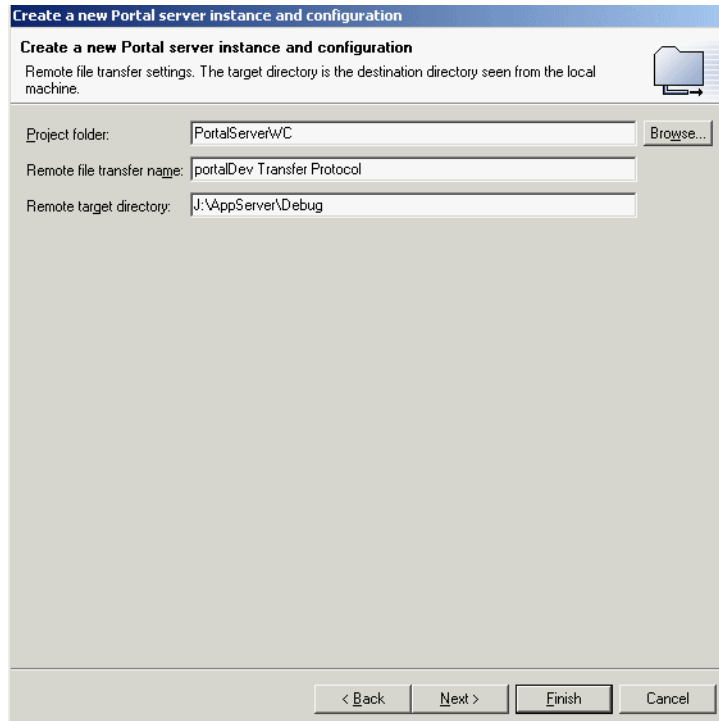 Create a new Portal server instance and configuration
Create a new Portal server instance and configuration
Remote file transfer settings. The target directory is the destination directory seen from the local
machine.
Project folder: PortalServerWC Browse...
Remote file transfer name: portalDev Transfer Protocol
Remote target directory: J:\AppServer\Debug
< Back Next > Finish Cancel